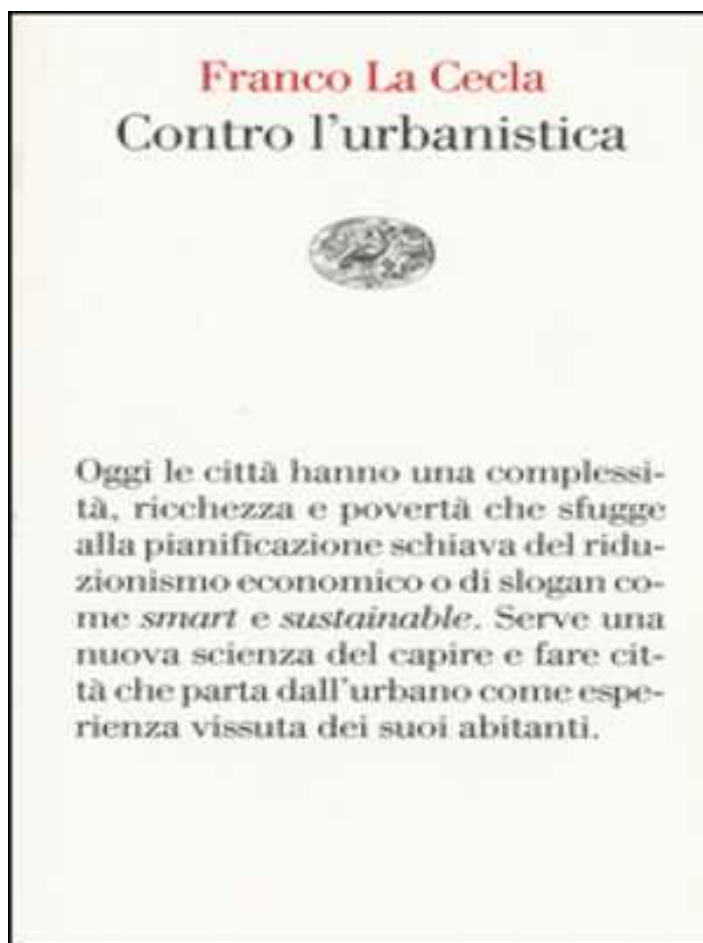 Franco La Cecla
Contro l'urbanistica
Oggi le città hanno una complessi-
tà, ricchezza e povertà che sfugge
alla pianificazione schiava del ridu-
zionismo economico o di slogan co-
me smart e sustainable. Serve una
nuova scienza del capire e fare cit-
tà che parta dall'urbano come espe-
rienza vissuta dei suoi abitanti.